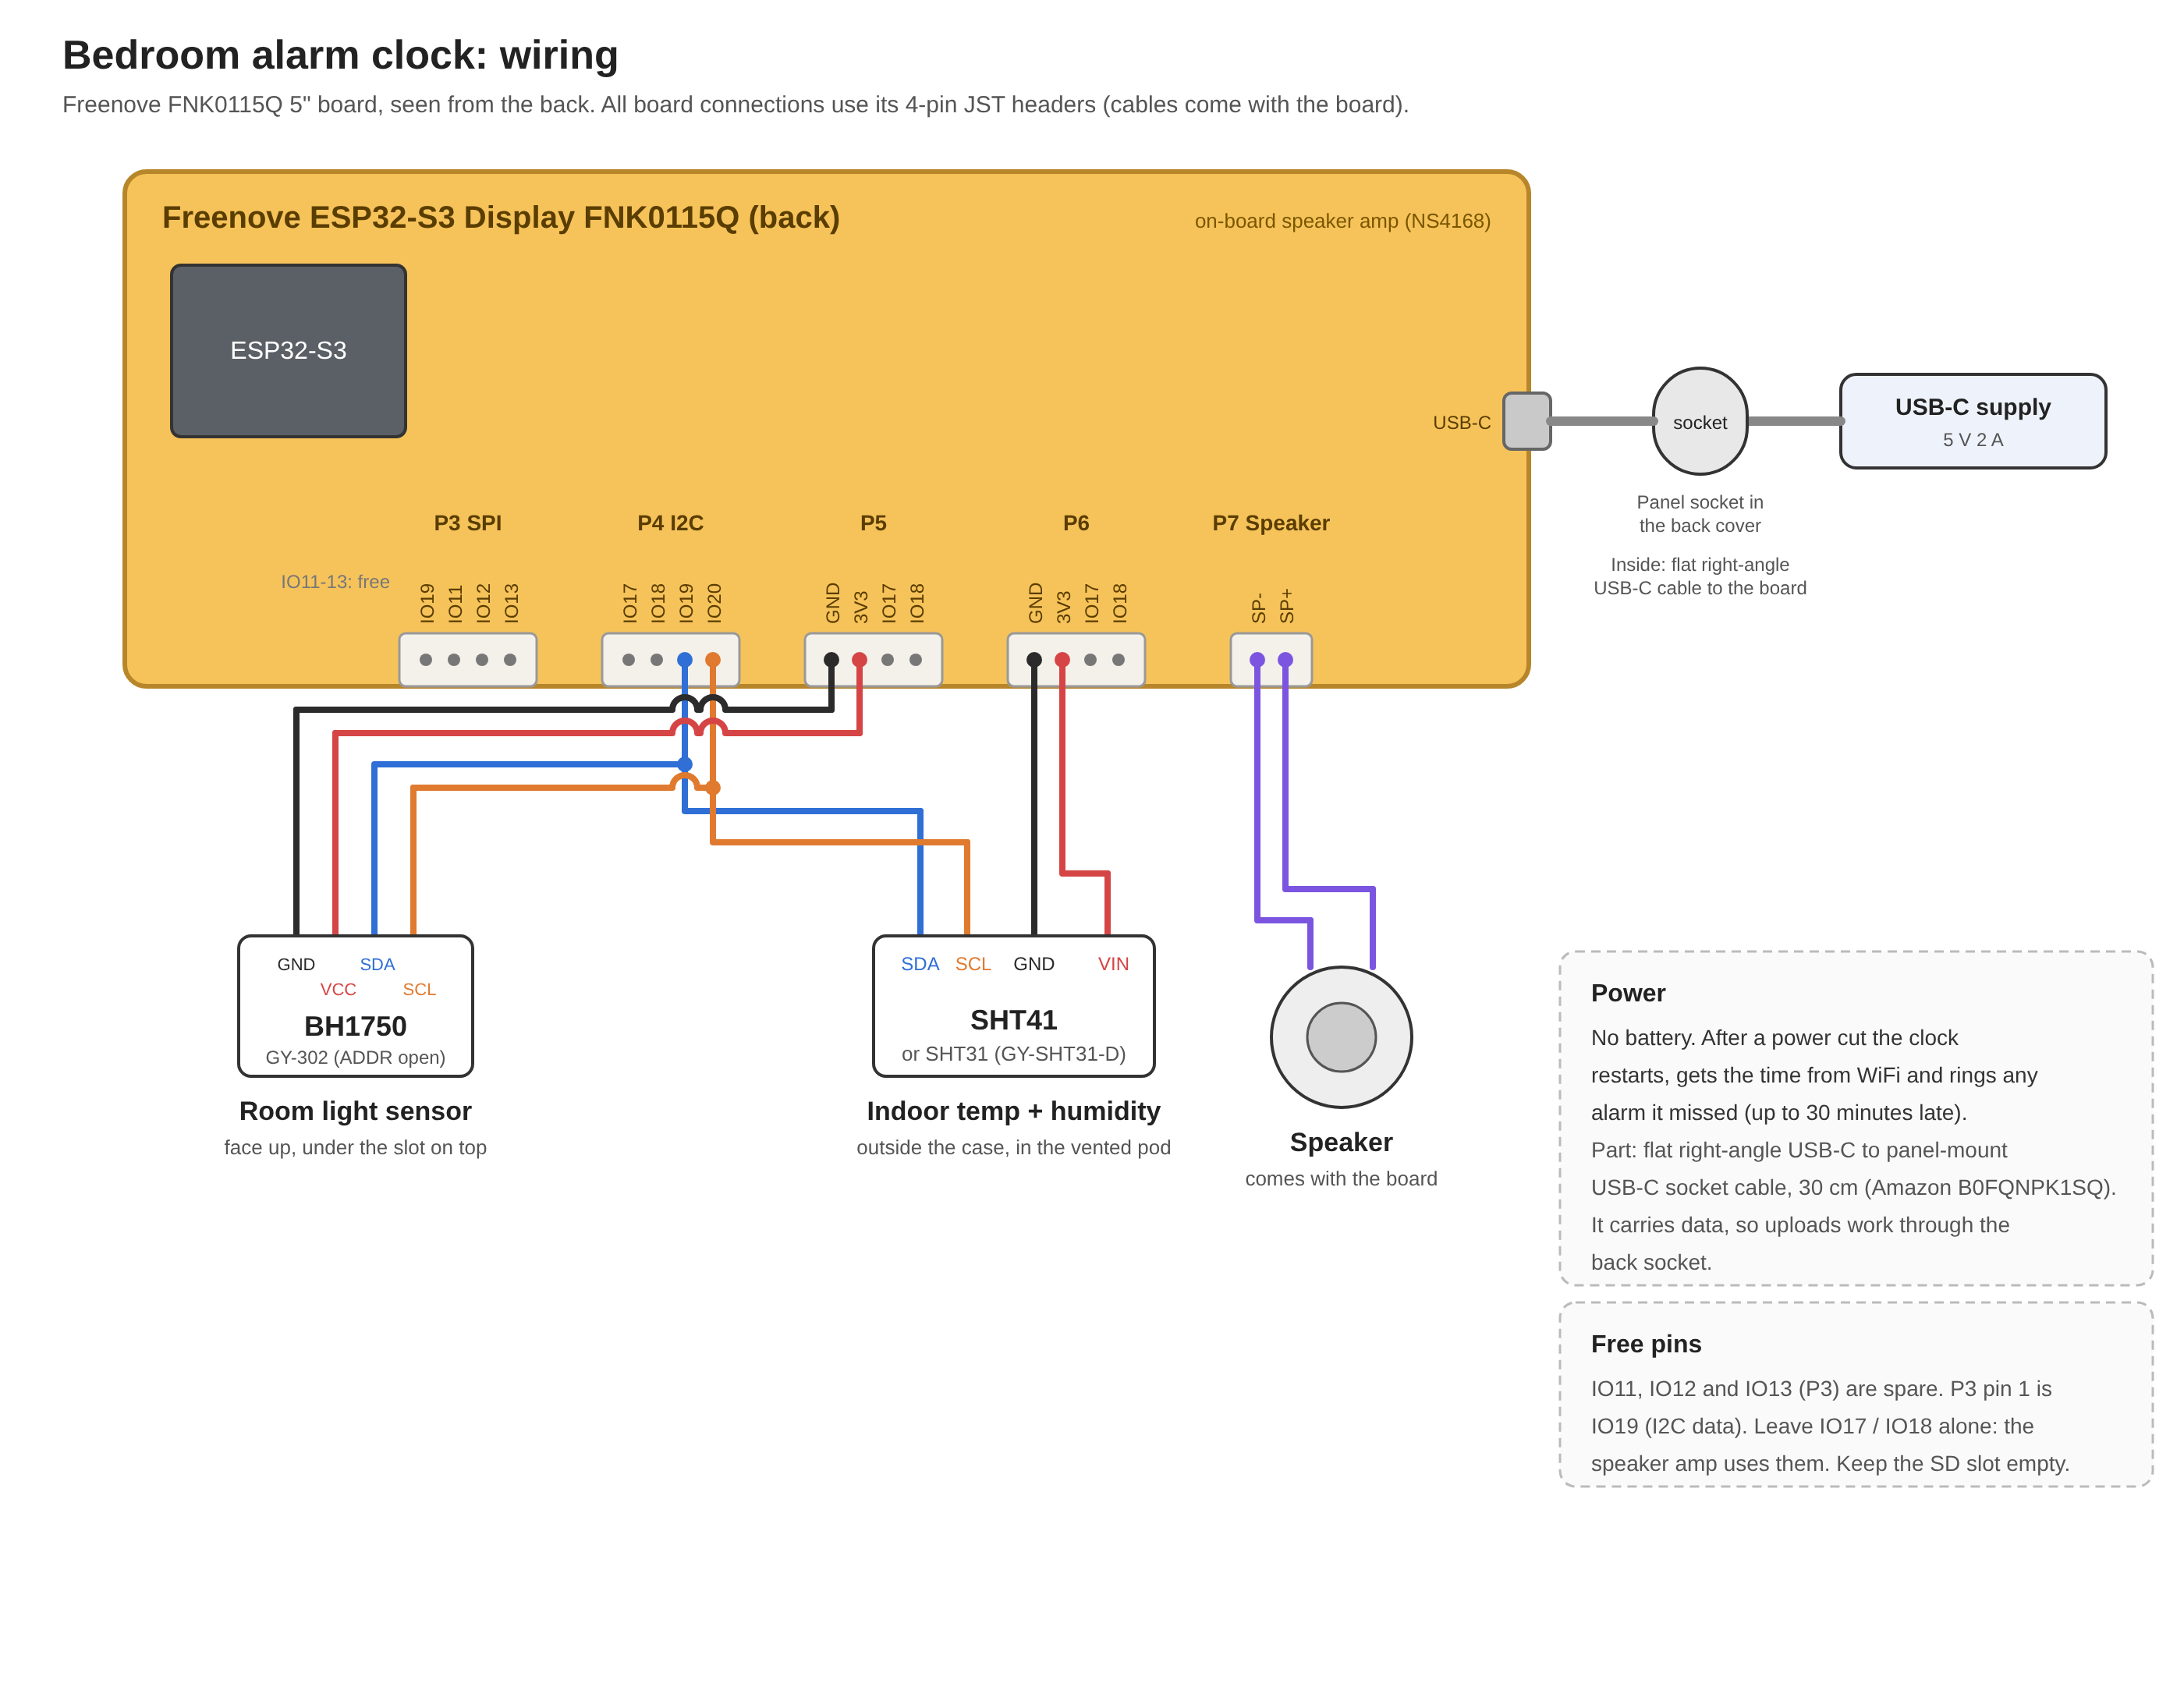 Bedroom alarm clock: wiring
Freenove FNK0115Q 5" board, seen from the back. All board connections use its 4-pin JST headers (cables come with the board).
Freenove ESP32-S3 Display FNK0115Q (back)
on-board speaker amp (NS4168)
ESP32-S3
USB-C
socket
USB-C supply
5 V 2 A
Panel socket in
the back cover
Inside: flat right-angle
USB-C cable to the board
P3 SPI
P4 I2C
P5
P6
P7 Speaker
IO11-13: free
IO19
IO11
IO12
IO13
IO17
IO18
IO19
IO20
GND
3V3
IO17
IO18
GND
3V3
IO17
IO18
SP-
SP+
GND
SDA
VCC
SCL
BH1750
GY-302 (ADDR open)
Room light sensor
face up, under the slot on top
SDA
SCL
GND
VIN
SHT41
or SHT31 (GY-SHT31-D)
Indoor temp + humidity
outside the case, in the vented pod
Speaker
comes with the board
Power
No battery. After a power cut the clock
restarts, gets the time from WiFi and rings any
alarm it missed (up to 30 minutes late).
Part: flat right-angle USB-C to panel-mount
USB-C socket cable, 30 cm (Amazon B0FQNPK1SQ).
It carries data, so uploads work through the
back socket.
Free pins
IO11, IO12 and IO13 (P3) are spare. P3 pin 1 is
IO19 (I2C data). Leave IO17 / IO18 alone: the
speaker amp uses them. Keep the SD slot empty.